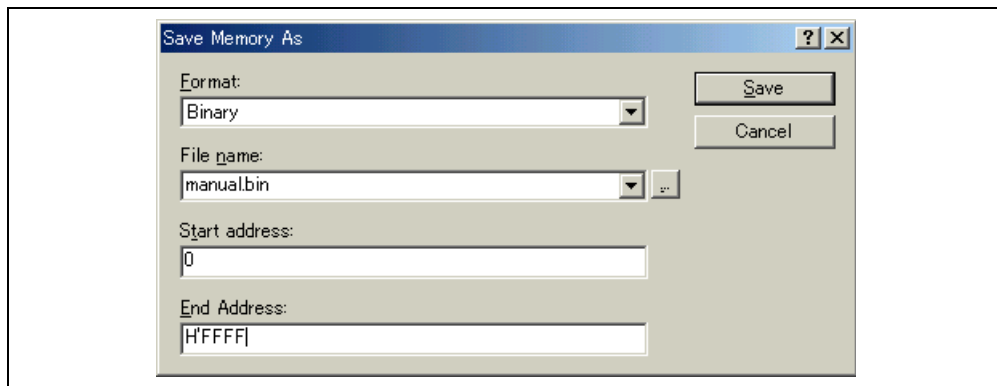 Save Memory As
Format:
Save
Binary
Cancel
File name:
manual.bin
...
Start address:
0
End Address:
H'FFFF